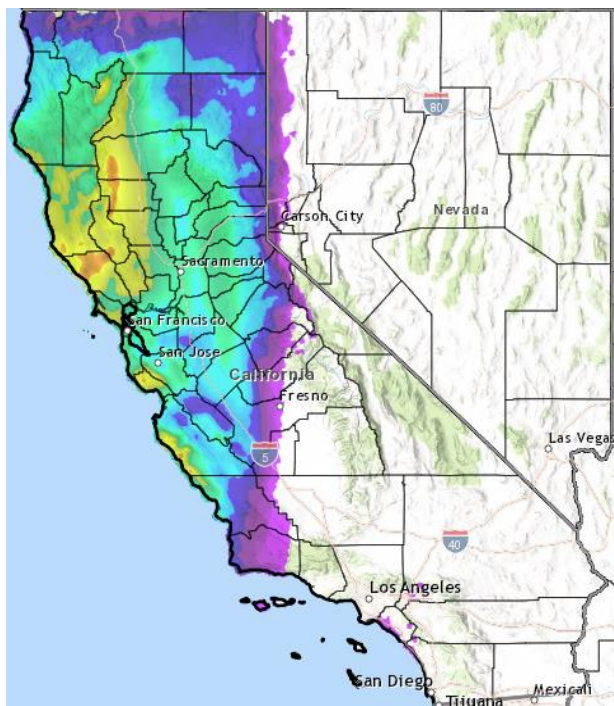 80
Carson City
Nevada
Sacramento
San Francisco
San Jose
California
Fresno
5
Las Vegas
40
Los Angeles
San Diego
Tijuana
Mexicali